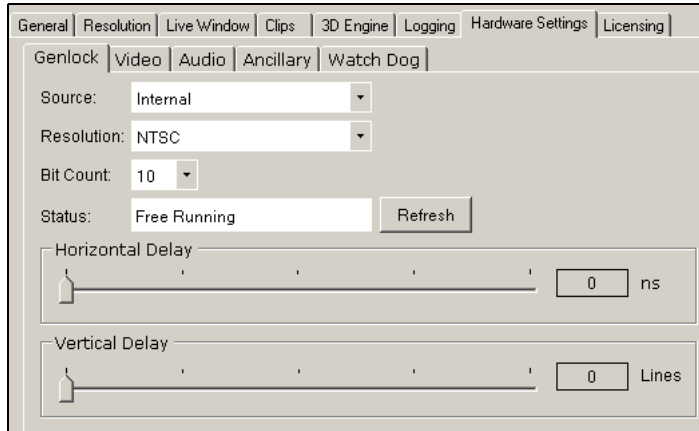 General Resolution Live Window Clips 3D Engine Logging Hardware Settings Licensing
Genlock Video Audio Ancillary Watch Dog
Source: Internal
Resolution: NTSC
Bit Count: 10
Status: Free Running Refresh
Horizontal Delay
0 ns
Vertical Delay
0 Lines